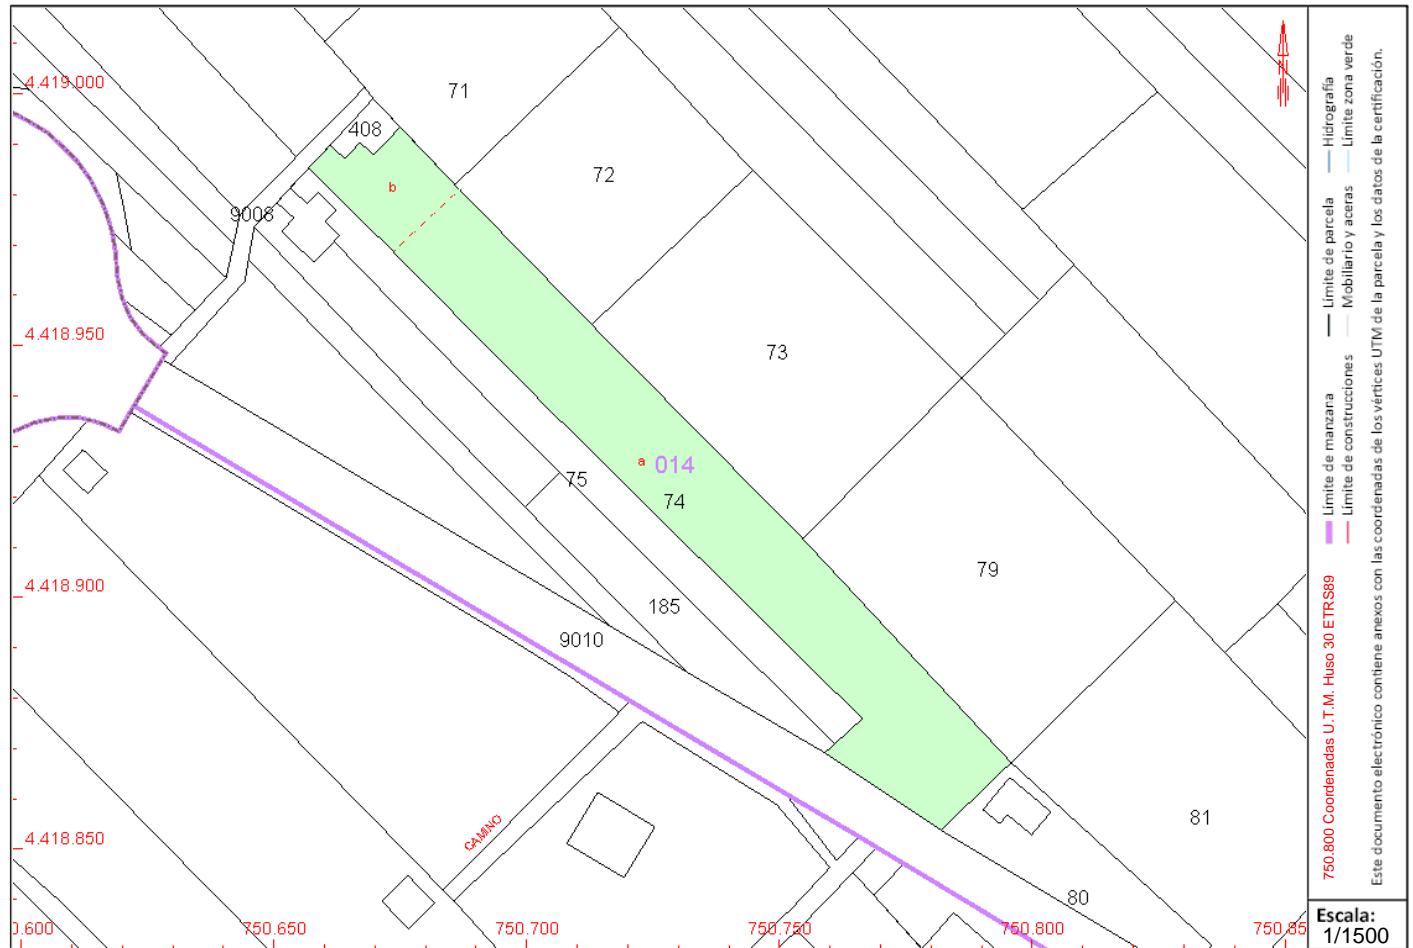 4.419.000
71
408
72
b
9008
4.418.950
73
a 014
75
74
4.418.900
79
185
9010
CAMINO
4.418.850
81
80
0.600
750.650
750.700
750.750
750.800
750.85
N
Límite de manzana
Límite de parcela
Hidrografía
Límite de construcciones
Mobiliario y aceras
Límite zona verde
750.800 Coordenadas U.T.M. Huso 30 ETRS89
Este documento electrónico contiene anexos con las coordenadas de los vértices UTM de la parcela y los datos de la certificación.
Escala:
1/1500